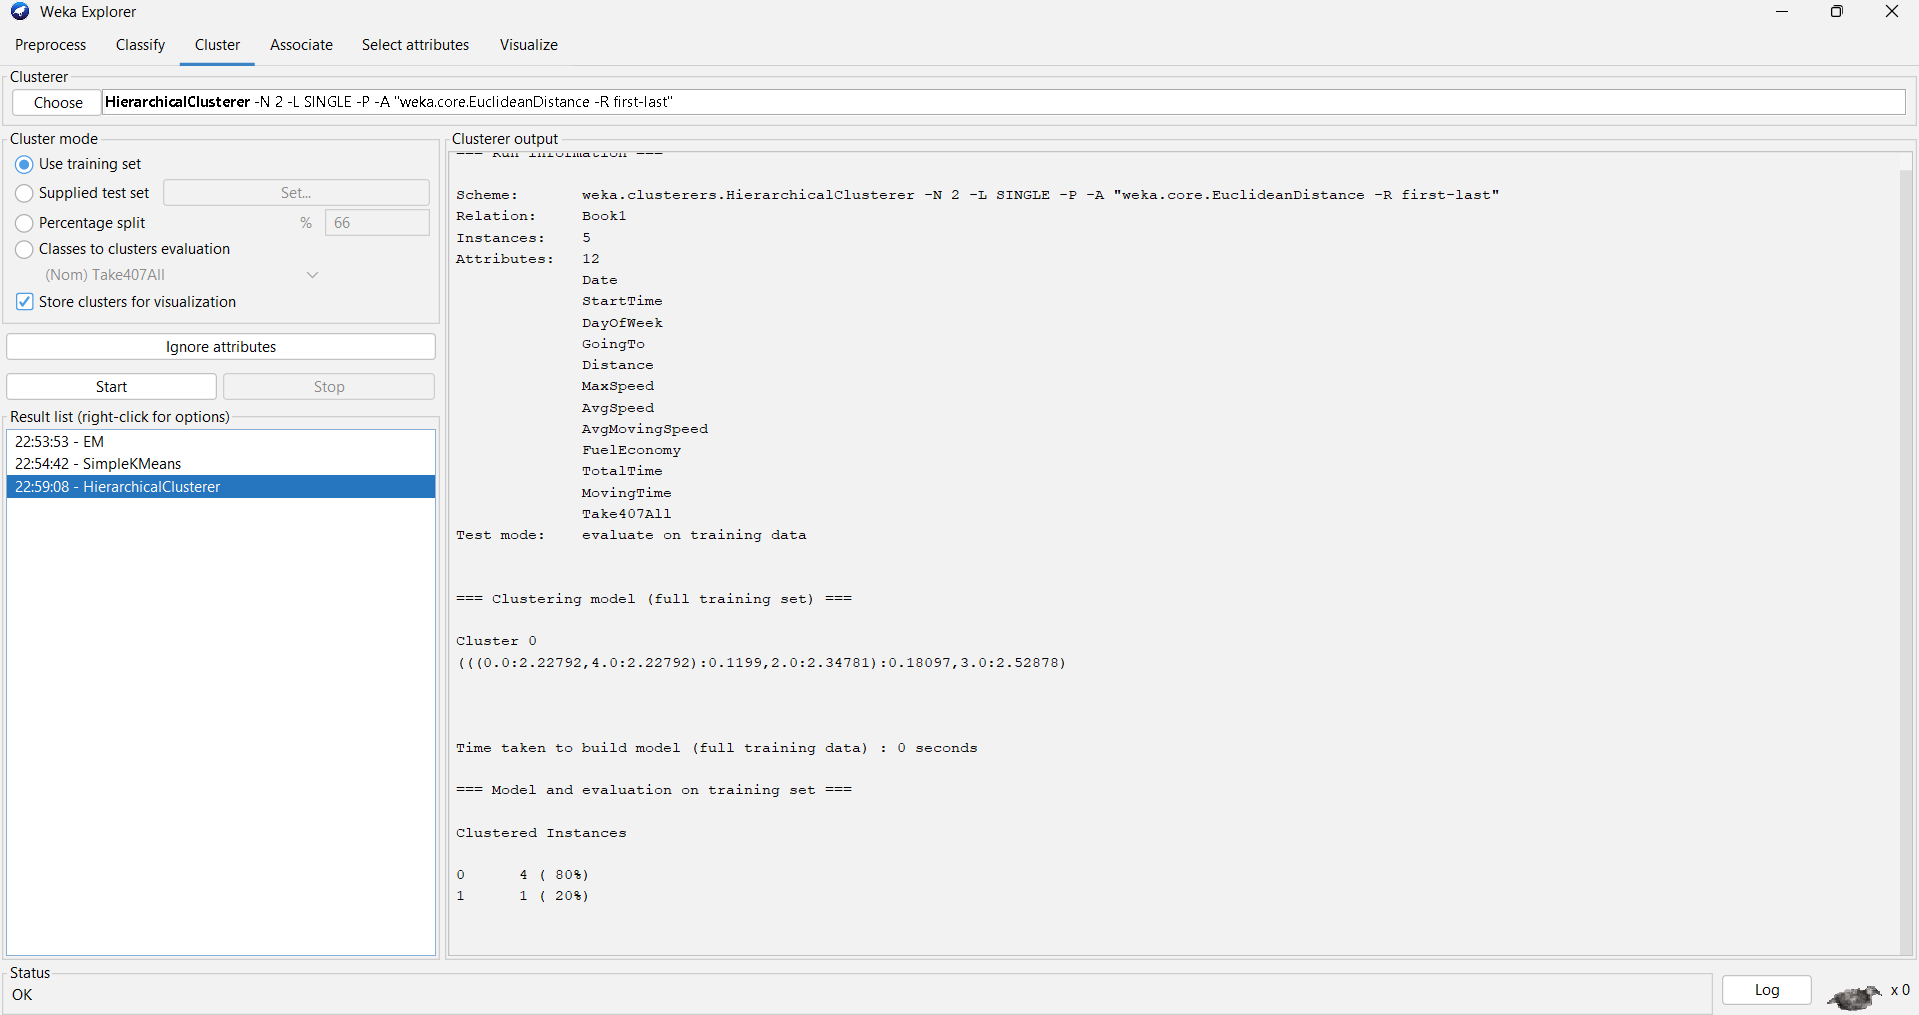 Weka Explorer
Preprocess Classify Cluster Associate Select attributes Visualize
Clusterer
Choose HierarchicalClusterer -N 2 -L SINGLE -P -A "weka.core.EuclideanDistance -R first-last"
Cluster mode
Use training set
Supplied test set Set...
Percentage split % 66
Classes to clusters evaluation
(Nom) Take407All
Store clusters for visualization
Ignore attributes
Start Stop
Result list (right-click for options)
22:53:53 - EM
22:54:42 - SimpleKMeans
22:59:08 - HierarchicalClusterer
Clusterer output
=== Run information ===
Scheme: weka.clusterers.HierarchicalClusterer -N 2 -L SINGLE -P -A "weka.core.EuclideanDistance -R first-last"
Relation: Book1
Instances: 5
Attributes: 12
Date
StartTime
DayOfWeek
GoingTo
Distance
MaxSpeed
AvgSpeed
AvgMovingSpeed
FuelEconomy
TotalTime
MovingTime
Take407All
Test mode: evaluate on training data
=== Clustering model (full training set) ===
Cluster 0
(((0.0:2.22792,4.0:2.22792):0.1199,2.0:2.34781):0.18097,3.0:2.52878)
Time taken to build model (full training data) : 0 seconds
=== Model and evaluation on training set ===
Clustered Instances
0 4 ( 80%)
1 1 ( 20%)
Status
OK
Log x 0